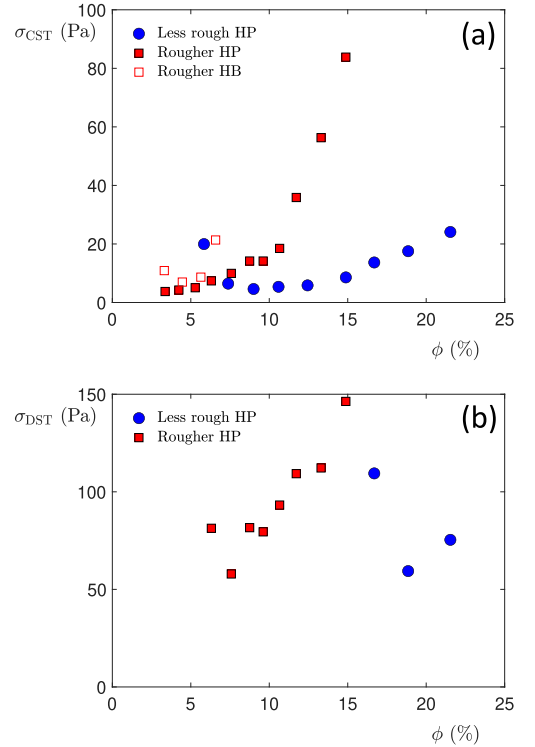 σCST (Pa)
(a)
Less rough HP
Rougher HP
Rougher HB
100
80
60
40
20
0
0 5 10 15 20 25
ϕ (%)
σDST (Pa)
(b)
Less rough HP
Rougher HP
150
100
50
0
0 5 10 15 20 25
ϕ (%)